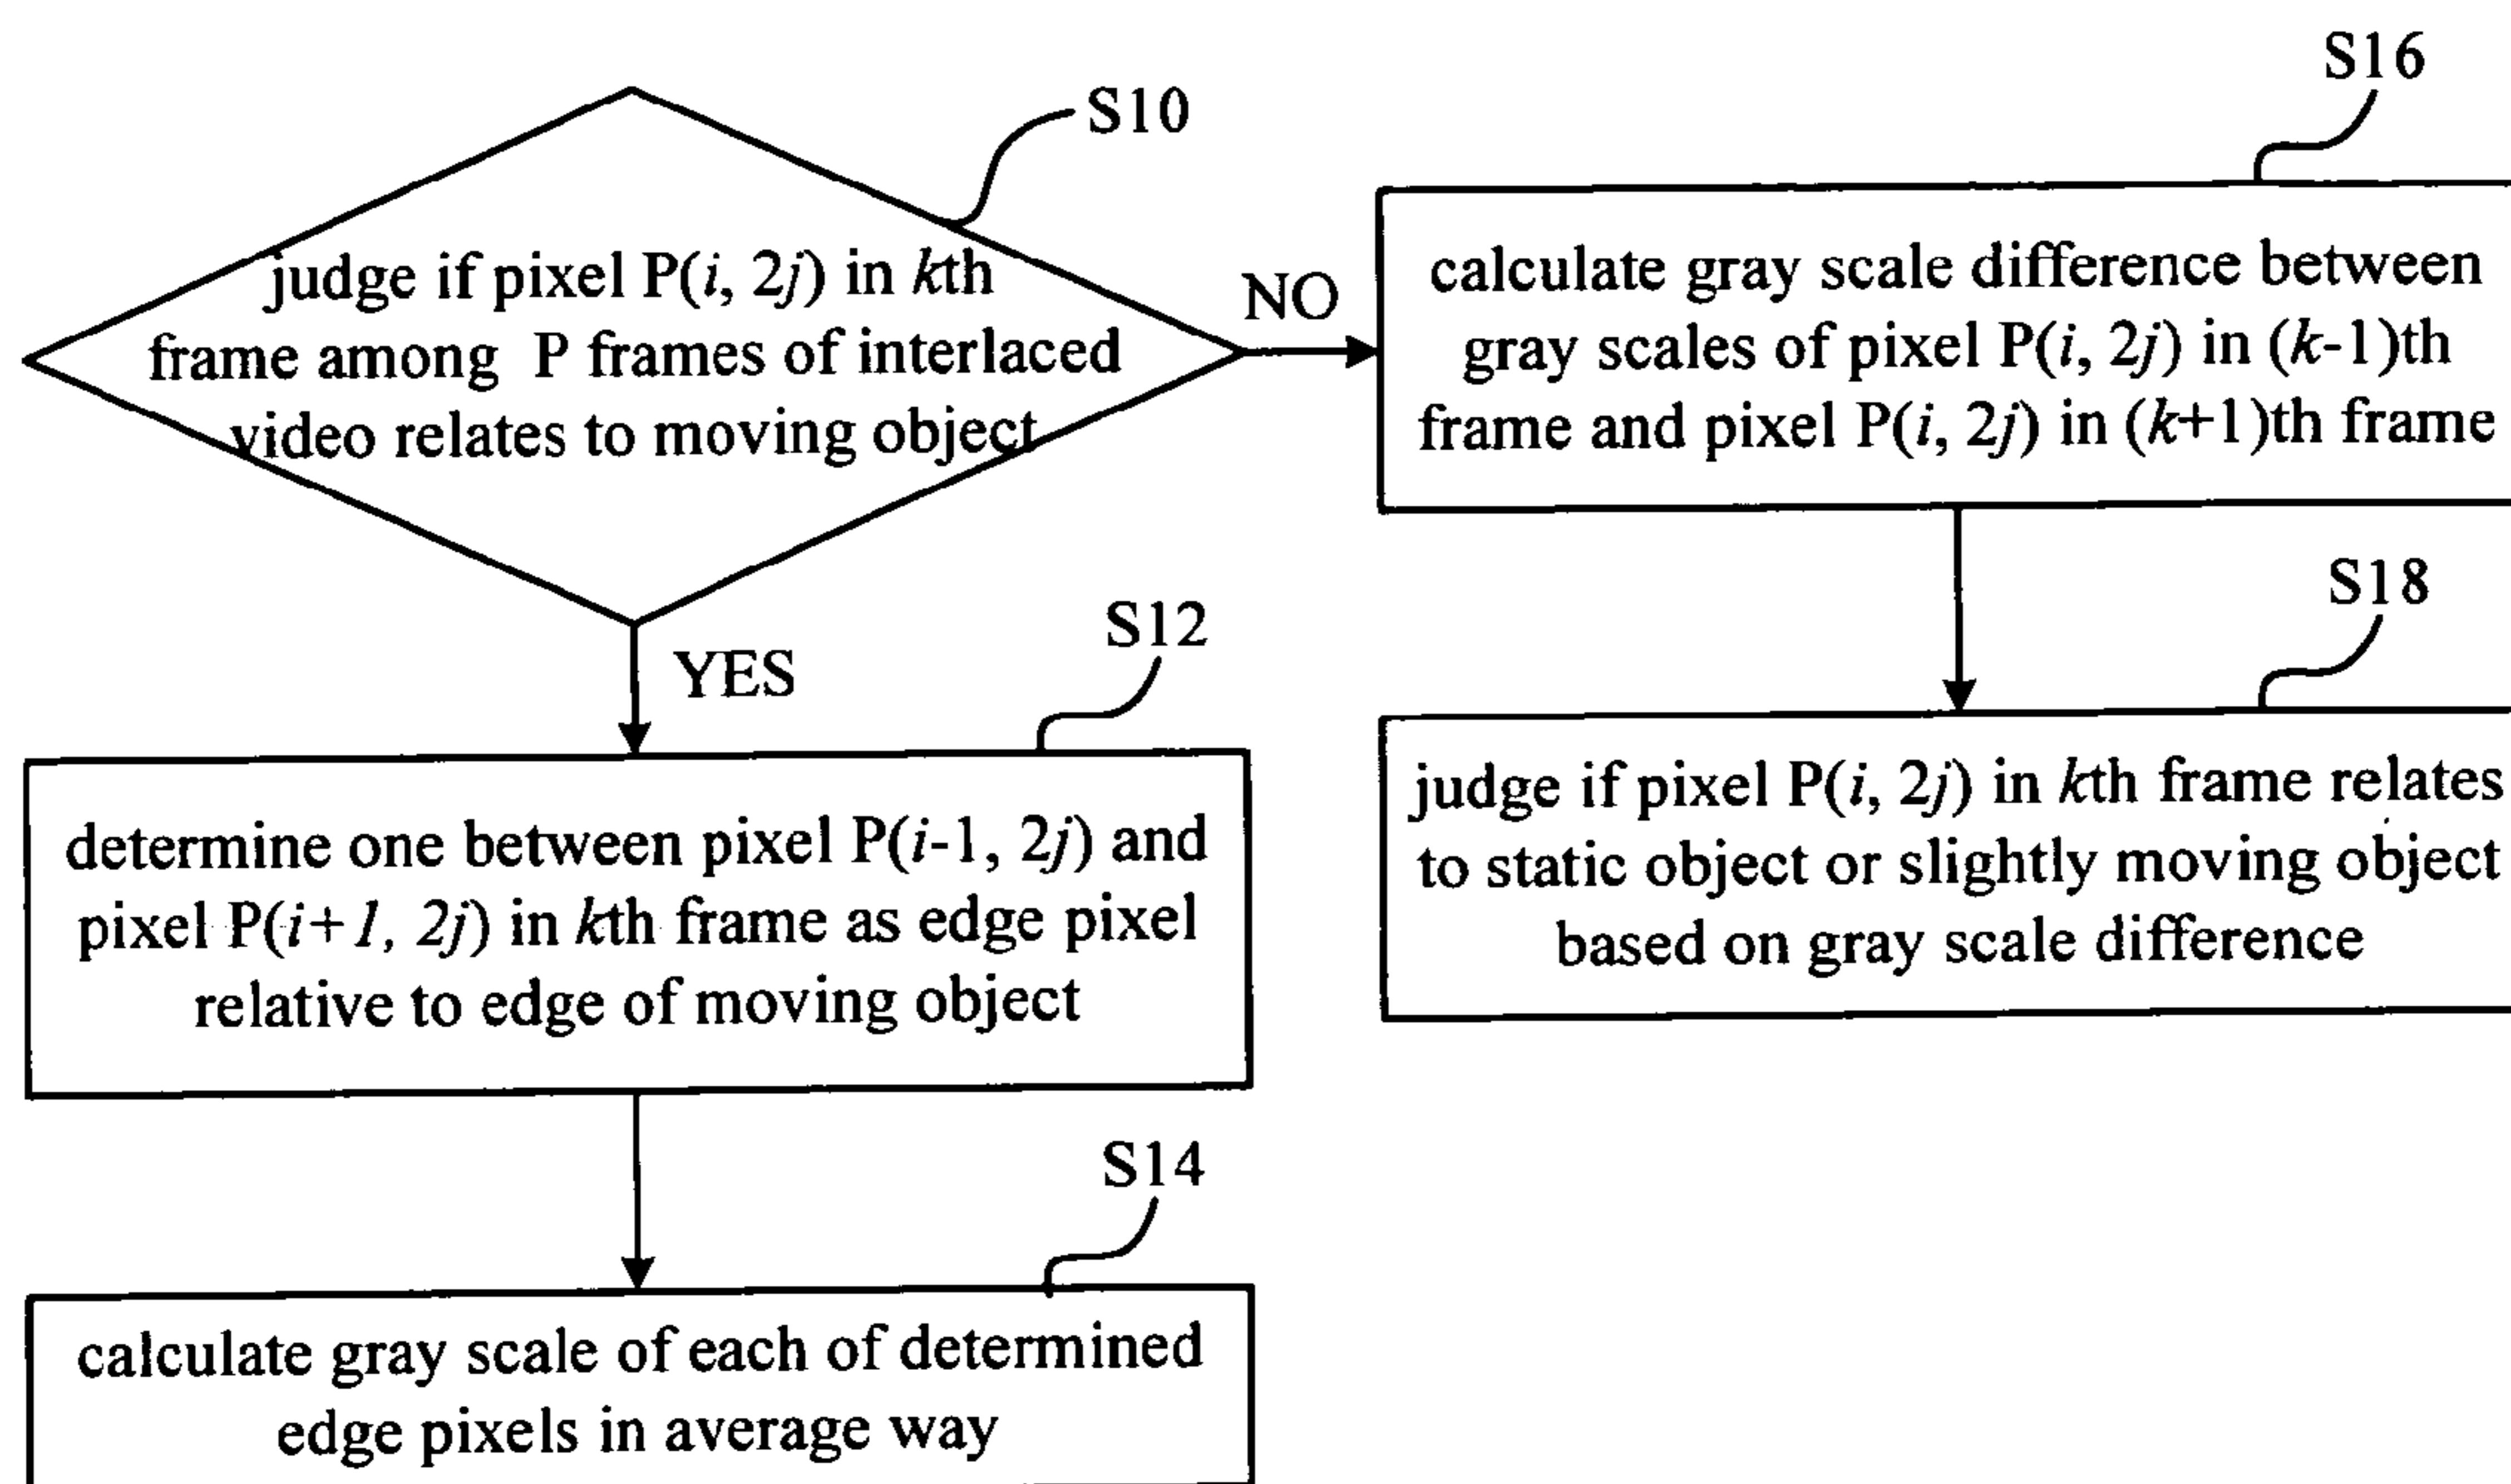 S10
judge if pixel P(i, 2j) in kth
frame among P frames of interlaced
video relates to moving object
NO
S16
calculate gray scale difference between
gray scales of pixel P(i, 2j) in (k-1)th
frame and pixel P(i, 2j) in (k+1)th frame
YES
S12
determine one between pixel P(i-1, 2j) and
pixel P(i+1, 2j) in kth frame as edge pixel
relative to edge of moving object
S18
judge if pixel P(i, 2j) in kth frame relates
to static object or slightly moving object
based on gray scale difference
S14
calculate gray scale of each of determined
edge pixels in average way